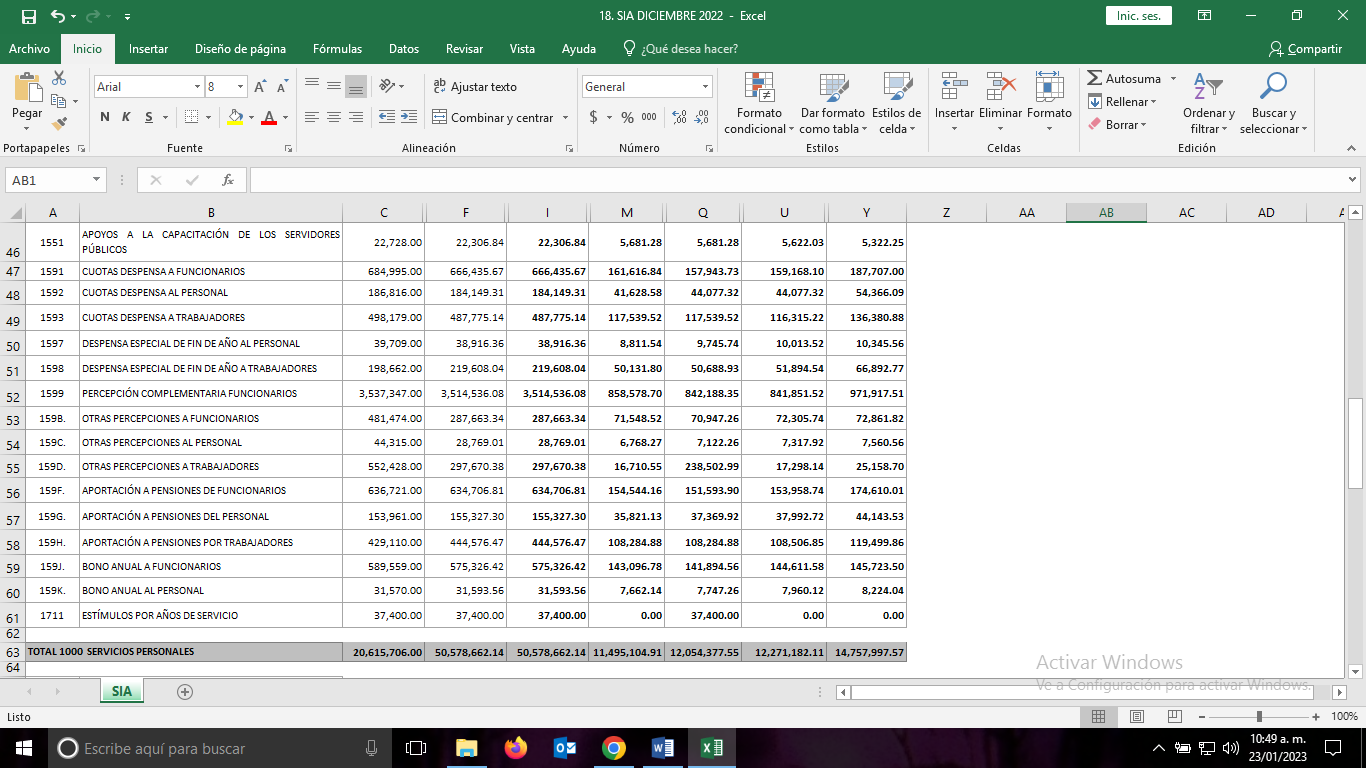 18. SIA DICIEMBRE 2022 - Excel
Inic. ses.
Archivo Inicio Insertar Diseño de página Fórmulas Datos Revisar Vista Ayuda ¿Qué desea hacer? Compartir
Pegar
Arial 8
N K S
Ajustar texto
Combinar y centrar
General
$ % 000
Formato condicional
Dar formato como tabla
Estilos de celda
Insertar Eliminar Formato
Autosuma
Rellenar
Borrar
Ordenar y filtrar
Buscar y seleccionar
Portapapeles Fuente Alineación Número Estilos Celdas Edición
AB1 fx
A B C F I M Q U Y Z AA AB AC AD
46 1551 APOYOS A LA CAPACITACIÓN DE LOS SERVIDORES PÚBLICOS 22,728.00 22,306.84 22,306.84 5,681.28 5,681.28 5,622.03 5,322.25
47 1591 CUOTAS DESPENSA A FUNCIONARIOS 684,995.00 666,435.67 666,435.67 161,616.84 157,943.73 159,168.10 187,707.00
48 1592 CUOTAS DESPENSA AL PERSONAL 186,816.00 184,149.31 184,149.31 41,628.58 44,077.32 44,077.32 54,366.09
49 1593 CUOTAS DESPENSA A TRABAJADORES 498,179.00 487,775.14 487,775.14 117,539.52 117,539.52 116,315.22 136,380.88
50 1597 DESPENSA ESPECIAL DE FIN DE AÑO AL PERSONAL 39,709.00 38,916.36 38,916.36 8,811.54 9,745.74 10,013.52 10,345.56
51 1598 DESPENSA ESPECIAL DE FIN DE AÑO A TRABAJADORES 198,662.00 219,608.04 219,608.04 50,131.80 50,688.93 51,894.54 66,892.77
52 1599 PERCEPCIÓN COMPLEMENTARIA FUNCIONARIOS 3,537,347.00 3,514,536.08 3,514,536.08 858,578.70 842,188.35 841,851.52 971,917.51
53 159B. OTRAS PERCEPCIONES A FUNCIONARIOS 481,474.00 287,663.34 287,663.34 71,548.52 70,947.26 72,305.74 72,861.82
54 159C. OTRAS PERCEPCIONES AL PERSONAL 44,315.00 28,769.01 28,769.01 6,768.27 7,122.26 7,317.92 7,560.56
55 159D. OTRAS PERCEPCIONES A TRABAJADORES 552,428.00 297,670.38 297,670.38 16,710.55 238,502.99 17,298.14 25,158.70
56 159F. APORTACIÓN A PENSIONES DE FUNCIONARIOS 636,721.00 634,706.81 634,706.81 154,544.16 151,593.90 153,958.74 174,610.01
57 159G. APORTACIÓN A PENSIONES DEL PERSONAL 153,961.00 155,327.30 155,327.30 35,821.13 37,369.92 37,992.72 44,143.53
58 159H. APORTACIÓN A PENSIONES POR TRABAJADORES 429,110.00 444,576.47 444,576.47 108,284.88 108,284.88 108,506.85 119,499.86
59 159J. BONO ANUAL A FUNCIONARIOS 589,559.00 575,326.42 575,326.42 143,096.78 141,894.56 144,611.58 145,723.50
60 159K. BONO ANUAL AL PERSONAL 31,570.00 31,593.56 31,593.56 7,662.14 7,747.26 7,960.12 8,224.04
61 1711 ESTÍMULOS POR AÑOS DE SERVICIO 37,400.00 37,400.00 37,400.00 0.00 37,400.00 0.00 0.00
62
63 TOTAL 1000 SERVICIOS PERSONALES 20,615,706.00 50,578,662.14 50,578,662.14 11,495,104.91 12,054,377.55 12,271,182.11 14,757,997.57
64
Activar Windows
Ve a Configuración para activar Windows.
SIA
Listo 100%
Escribe aquí para buscar
10:49 a. m.
23/01/2023